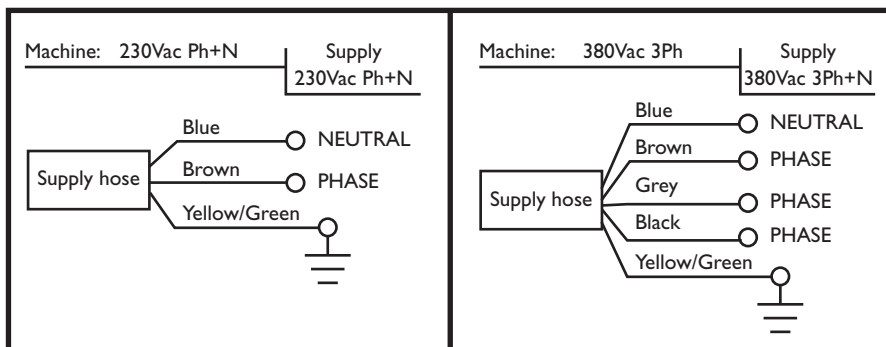 Machine: 230Vac Ph+N
Supply
230Vac Ph+N
Blue
NEUTRAL
Brown
PHASE
Supply hose
Yellow/Green
Machine: 380Vac 3Ph
Supply
380Vac 3Ph+N
Blue
NEUTRAL
Brown
PHASE
Grey
PHASE
Supply hose
Black
PHASE
Yellow/Green